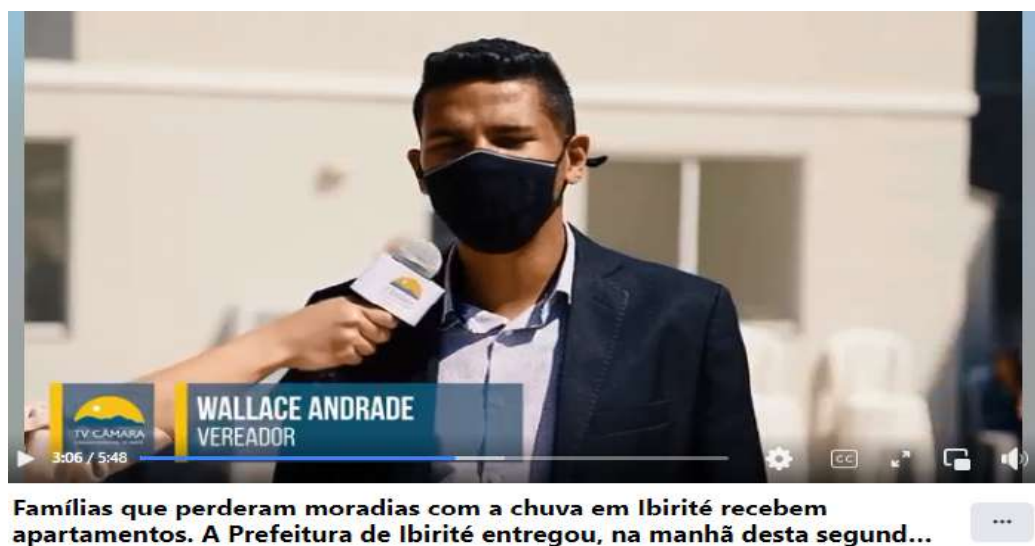 WALLACE ANDRADE
VEREADOR
TV CÂMARA
3:06 / 5:48
CC
Famílias que perderam moradias com a chuva em Ibirité recebem
apartamentos. A Prefeitura de Ibirité entregou, na manhã desta segund...